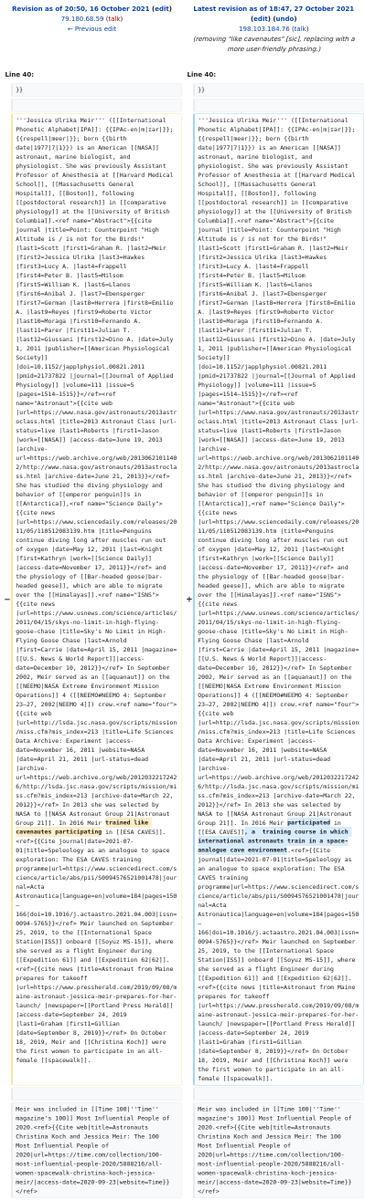 Revision as of 20:50, 16 October 2021 (edit)
79.180.68.59 (talk)
← Previous edit
Line 40:
}}
'''Jessica Ulrika Meir''' ([[International
Phonetic Alphabet|IPA]]: {{IPAc-en|m|ɪər}};
{{respell|meer}}; born {{birth
date|1977|7|1}}) is an American [[NASA]]
astronaut, marine biologist, and
physiologist. She was previously Assistant
Professor of Anesthesia at [[Harvard Medical
School]], [[Massachusetts General
Hospital]], [[Boston]], following
[[postdoctoral research]] in [[comparative
physiology]] at the [[University of British
Columbia]].<ref name="Abstract">{{cite
journal |title=Point: Counterpoint "High
Altitude is / is not for the Birds!"
|last1=Scott |first1=Graham R. |last2=Meir
|first2=Jessica Ulrika |last3=Hawkes
|first3=Lucy A. |last4=Frappell
|first4=Peter B. |last5=Milsom
|first5=William K. |last6=Llanos
|first6=Anibal J. |last7=Ebensperger
|first7=German |last8=Herrera |first8=Emilio
A. |last9=Reyes |first9=Roberto Victor
|last10=Moraga |first10=Fernando A.
|last11=Parer |first11=Julian T.
|last12=Giussani |first12=Dino A. |date=July
1, 2011 |publisher=[[American Physiological
Society]]
|doi=10.1152/japplphysiol.00821.2011
|pmid=21737822 |journal=[[Journal of Applied
Physiology]] |volume=111 |issue=5
|pages=1514–1515}}</ref><ref
name="Astronaut">{{cite web
|url=https://www.nasa.gov/astronauts/2013astr
oclass.html |title=2013 Astronaut Class |url-
status=live |last=Roberts |first1=Jason
|work=[[NASA]] |access-date=June 19, 2013
|archive-
url=https://web.archive.org/web/2013062101140
2/http://www.nasa.gov/astronauts/2013astrocla
ss.html |archive-date=June 21, 2013}}</ref>
She has studied the diving physiology and
behavior of [[emperor penguin]]s in
[[Antarctica]],<ref name="Science Daily">
{{cite news
|url=https://www.sciencedaily.com/releases/20
11/05/110512083139.htm |title=Penguins
continue diving long after muscles run out
of oxygen |date=May 12, 2011 |last=Knight
|first=Kathryn |work=[[Science Daily]]
|access-date=November 17, 2011}}</ref> and
the physiology of [[Bar-headed goose|bar-
headed geese]], which are able to migrate
over the [[Himalayas]].<ref name="ISNS">
{{cite news
|url=https://www.usnews.com/science/articles/
2011/04/15/skys-no-limit-in-high-flying-
goose-chase |title=Sky's No Limit in High-
Flying Goose Chase |last=Arnold
|first=Carrie |date=April 15, 2011 |magazine=
[[U.S. News & World Report]]|access-
date=December 10, 2012}}</ref> In September
2002, Meir served as an [[aquanaut]] on the
[[NEEMO|NASA Extreme Environment Mission
Operations]] 4 ([[NEEMO#NEEMO 4: September
23–27, 2002|NEEMO 4]]) crew.<ref name="four">
{{cite web
|url=http://lsda.jsc.nasa.gov/scripts/mission
/miss.cfm?mis_index=213 |title=Life Sciences
Data Archive: Experiment |access-
date=November 16, 2011 |website=NASA
|date=April 21, 2011 |url-status=dead
|archive-
url=https://web.archive.org/web/2012032217242
6/http://lsda.jsc.nasa.gov/scripts/mission/mi
ss.cfm?mis_index=213 |archive-date=March 22,
2012}}</ref> In 2013 she was selected by
NASA to [[NASA Astronaut Group 21|Astronaut
Group 21]]. In 2016 Meir trained like
cavenautes participating in [[ESA CAVES]].
<ref>{{Cite journal|date=2021-07-
01|title=Speleology as an analogue to space
exploration: The ESA CAVES training
programme|url=https://www.sciencedirect.com/s
cience/article/abs/pii/S0094576521001478|jour
nal=Acta
Astronautica|language=en|volume=184|pages=150
–
166|doi=10.1016/j.actaastro.2021.04.003|issn=
0094-5765}}</ref> Meir launched on September
25, 2019, to the [[International Space
Station|ISS]] onboard [[Soyuz MS-15]], where
she served as a Flight Engineer during
[[Expedition 61]] and [[Expedition 62|62]].
<ref>{{cite news |title=Astronaut from Maine
prepares for takeoff
|url=https://www.pressherald.com/2019/09/08/m
aine-astronaut-jessica-meir-prepares-for-her-
launch/ |newspaper=[[Portland Press Herald]]
|access-date=September 24, 2019
|last1=Graham |first1=Gillian
|date=September 8, 2019}}</ref> On October
18, 2019, Meir and [[Christina Koch]] were
the first women to participate in an all-
female [[spacewalk]].
Meir was included in [[Time 100|''Time''
magazine's 100]] Most Influential People of
2020.<ref>{{Cite web|title=Astronauts
Christina Koch and Jessica Meir: The 100
Most Influential People of
2020|url=https://time.com/collection/100-
most-influential-people-2020/5888216/all-
women-spacewalk-christina-koch-jessica-
meir/|access-date=2020-09-23|website=Time}}
</ref>
Latest revision as of 18:47, 27 October 2021
(edit) (undo)
198.103.184.76 (talk)
(removing "like cavenautes" [sic], replacing with a
more user-friendly phrasing.)
Line 40:
}}
'''Jessica Ulrika Meir''' ([[International
Phonetic Alphabet|IPA]]: {{IPAc-en|m|ɪər}};
{{respell|meer}}; born {{birth
date|1977|7|1}}) is an American [[NASA]]
astronaut, marine biologist, and
physiologist. She was previously Assistant
Professor of Anesthesia at [[Harvard Medical
School]], [[Massachusetts General
Hospital]], [[Boston]], following
[[postdoctoral research]] in [[comparative
physiology]] at the [[University of British
Columbia]].<ref name="Abstract">{{cite
journal |title=Point: Counterpoint "High
Altitude is / is not for the Birds!"
|last1=Scott |first1=Graham R. |last2=Meir
|first2=Jessica Ulrika |last3=Hawkes
|first3=Lucy A. |last4=Frappell
|first4=Peter B. |last5=Milsom
|first5=William K. |last6=Llanos
|first6=Anibal J. |last7=Ebensperger
|first7=German |last8=Herrera |first8=Emilio
A. |last9=Reyes |first9=Roberto Victor
|last10=Moraga |first10=Fernando A.
|last11=Parer |first11=Julian T.
|last12=Giussani |first12=Dino A. |date=July
1, 2011 |publisher=[[American Physiological
Society]]
|doi=10.1152/japplphysiol.00821.2011
|pmid=21737822 |journal=[[Journal of Applied
Physiology]] |volume=111 |issue=5
|pages=1514–1515}}</ref><ref
name="Astronaut">{{cite web
|url=https://www.nasa.gov/astronauts/2013astr
oclass.html |title=2013 Astronaut Class |url-
status=live |last=Roberts |first1=Jason
|work=[[NASA]] |access-date=June 19, 2013
|archive-
url=https://web.archive.org/web/2013062101140
2/http://www.nasa.gov/astronauts/2013astrocla
ss.html |archive-date=June 21, 2013}}</ref>
She has studied the diving physiology and
behavior of [[emperor penguin]]s in
[[Antarctica]],<ref name="Science Daily">
{{cite news
|url=https://www.sciencedaily.com/releases/20
11/05/110512083139.htm |title=Penguins
continue diving long after muscles run out
of oxygen |date=May 12, 2011 |last=Knight
|first=Kathryn |work=[[Science Daily]]
|access-date=November 17, 2011}}</ref> and
the physiology of [[Bar-headed goose|bar-
headed geese]], which are able to migrate
over the [[Himalayas]].<ref name="ISNS">
{{cite news
|url=https://www.usnews.com/science/articles/
2011/04/15/skys-no-limit-in-high-flying-
goose-chase |title=Sky's No Limit in High-
Flying Goose Chase |last=Arnold
|first=Carrie |date=April 15, 2011 |magazine=
[[U.S. News & World Report]]|access-
date=December 10, 2012}}</ref> In September
2002, Meir served as an [[aquanaut]] on the
[[NEEMO|NASA Extreme Environment Mission
Operations]] 4 ([[NEEMO#NEEMO 4: September
23–27, 2002|NEEMO 4]]) crew.<ref name="four">
{{cite web
|url=http://lsda.jsc.nasa.gov/scripts/mission
/miss.cfm?mis_index=213 |title=Life Sciences
Data Archive: Experiment |access-
date=November 16, 2011 |website=NASA
|date=April 21, 2011 |url-status=dead
|archive-
url=https://web.archive.org/web/2012032217242
6/http://lsda.jsc.nasa.gov/scripts/mission/mi
ss.cfm?mis_index=213 |archive-date=March 22,
2012}}</ref> In 2013 she was selected by
NASA to [[NASA Astronaut Group 21|Astronaut
Group 21]]. In 2016 Meir participated in
[[ESA CAVES]], a training course in which
international astronauts train in a space-
analogue cave environment.<ref>{{Cite
journal|date=2021-07-01|title=Speleology as
an analogue to space exploration: The ESA
CAVES training
programme|url=https://www.sciencedirect.com/s
cience/article/abs/pii/S0094576521001478|jour
nal=Acta
Astronautica|language=en|volume=184|pages=150
–
166|doi=10.1016/j.actaastro.2021.04.003|issn=
0094-5765}}</ref> Meir launched on September
25, 2019, to the [[International Space
Station|ISS]] onboard [[Soyuz MS-15]], where
she served as a Flight Engineer during
[[Expedition 61]] and [[Expedition 62|62]].
<ref>{{cite news |title=Astronaut from Maine
prepares for takeoff
|url=https://www.pressherald.com/2019/09/08/m
aine-astronaut-jessica-meir-prepares-for-her-
launch/ |newspaper=[[Portland Press Herald]]
|access-date=September 24, 2019
|last1=Graham |first1=Gillian
|date=September 8, 2019}}</ref> On October
18, 2019, Meir and [[Christina Koch]] were
the first women to participate in an all-
female [[spacewalk]].
Meir was included in [[Time 100|''Time''
magazine's 100]] Most Influential People of
2020.<ref>{{Cite web|title=Astronauts
Christina Koch and Jessica Meir: The 100
Most Influential People of
2020|url=https://time.com/collection/100-
most-influential-people-2020/5888216/all-
women-spacewalk-christina-koch-jessica-
meir/|access-date=2020-09-23|website=Time}}
</ref>